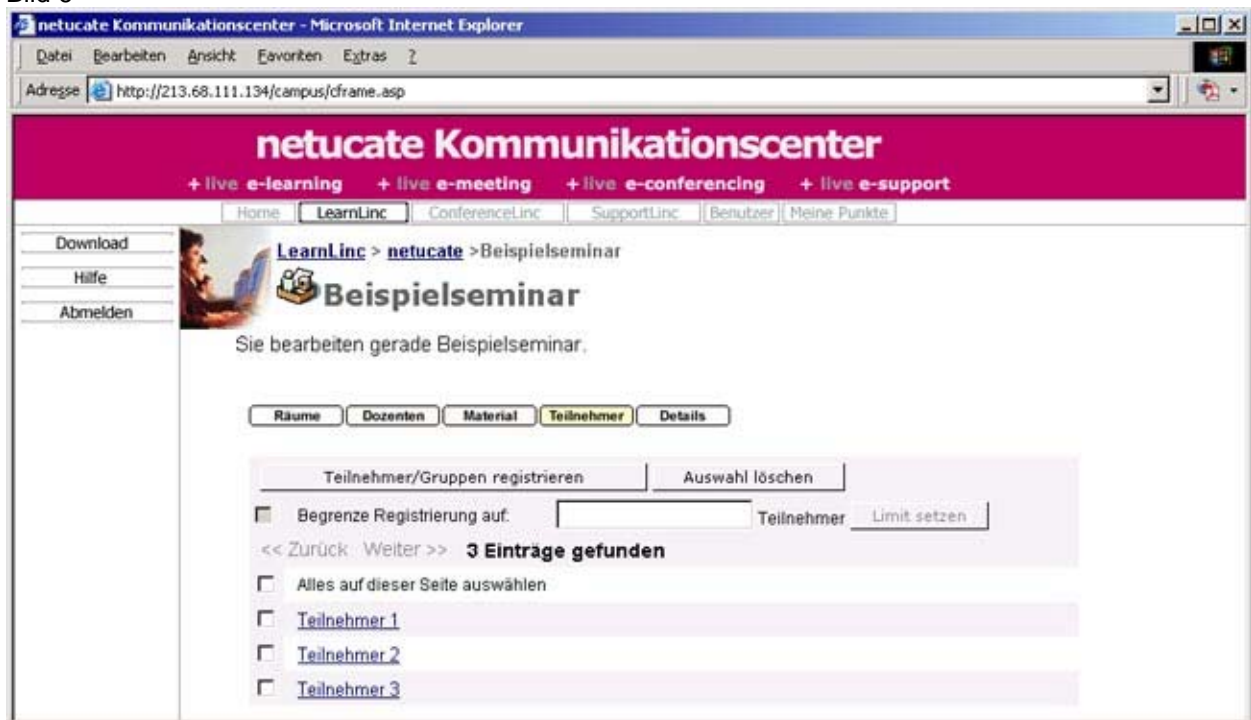 netucate Kommunikationscenter - Microsoft Internet Explorer
Datei Bearbeiten Ansicht Favoriten Extras ?
Adresse http://213.68.111.134/campus/cframe.asp
netucate Kommunikationscenter
+ live e-learning + live e-meeting + live e-conferencing + live e-support
Home LearnLinc ConferenceLinc SupportLinc Benutzer Meine Punkte
Download
Hilfe
Abmelden
LearnLinc > netucate >Beispielseminar
Beispielseminar
Sie bearbeiten gerade Beispielseminar.
Räume Dozenten Material Teilnehmer Details
Teilnehmer/Gruppen registrieren Auswahl löschen
Begrenze Registrierung auf: Teilnehmer Limit setzen
<< Zurück Weiter >> 3 Einträge gefunden
Alles auf dieser Seite auswählen
Teilnehmer 1
Teilnehmer 2
Teilnehmer 3